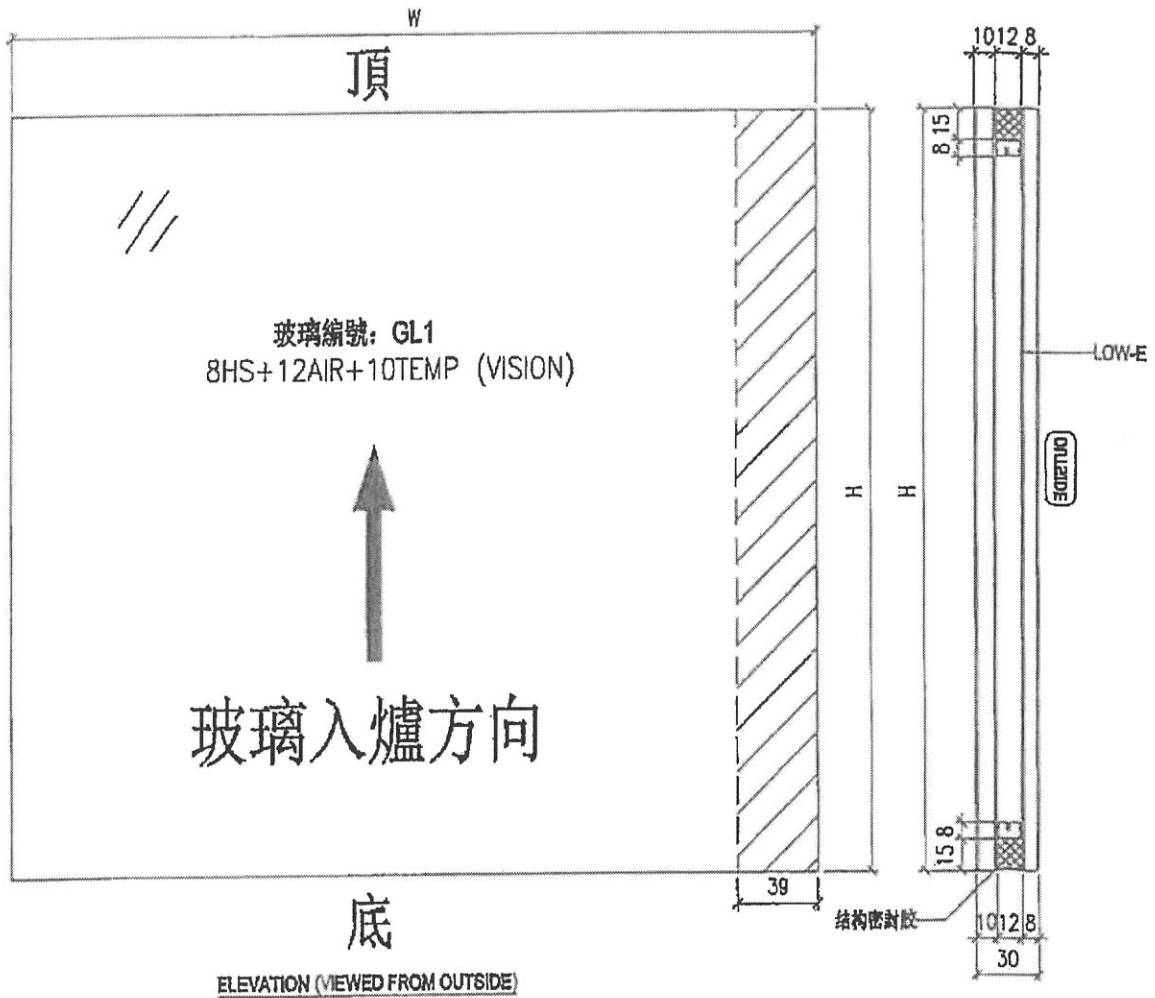 W
頂
玻璃編號: GL1
8HS+12AIR+10TEMP (VISION)
玻璃入爐方向
底
ELEVATION (VIEWED FROM OUTSIDE)
39
H
H
10 12 8
15
8
LOW-E
OUTSIDE
8
15
结构密封胶
10 12 8
30